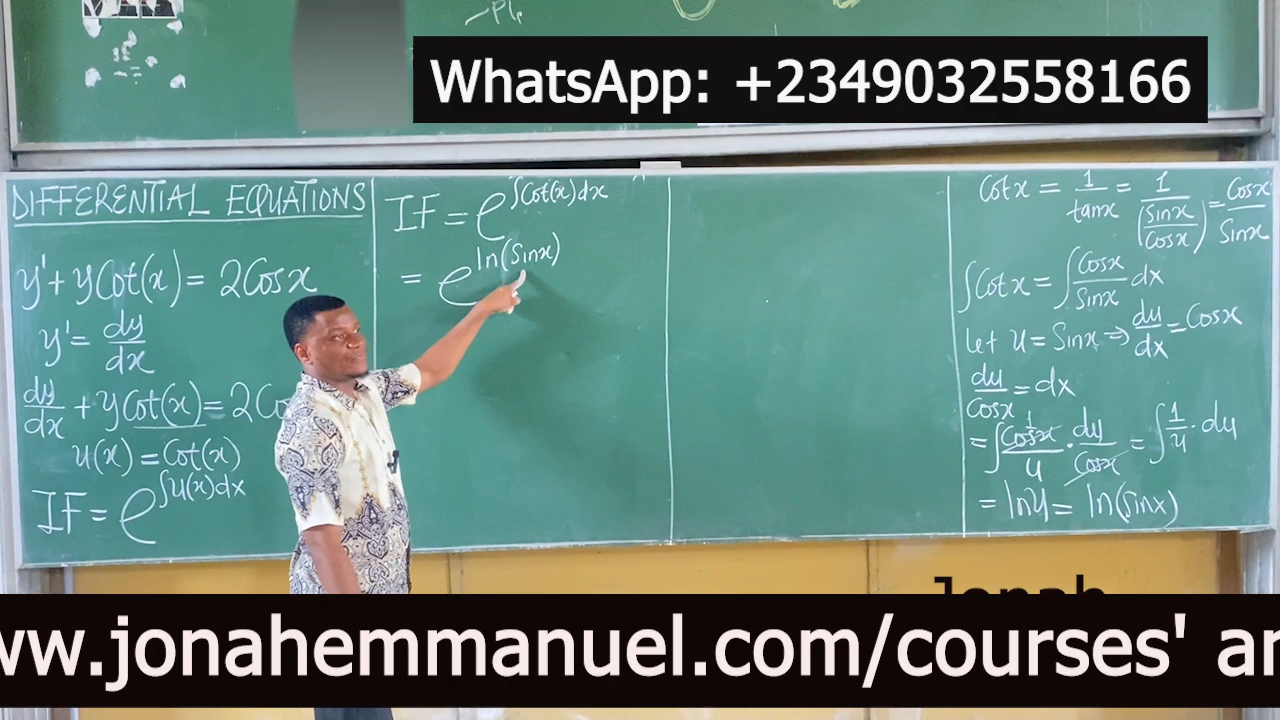 WhatsApp: +2349032558166
DIFFERENTIAL EQUATIONS
y' + yCot(x) = 2Cosx
y' = dy/dx
dy/dx + yCot(x) = 2Co
u(x) = Cot(x)
IF = e^∫u(x)dx
IF = e^∫Cot(x)dx
= e^ln(Sinx)
Cotx = 1/tanx = 1/(Sinx/Cosx) = Cosx/Sinx
∫Cotx = ∫Cosx/Sinx dx
Let u = Sinx ⇒ du/dx = Cosx
du/Cosx = dx
= ∫Cosx/u · du/Cosx = ∫1/u · du
= lnu = ln(Sinx)
Jonah
ww.jonahemmanuel.com/courses' an